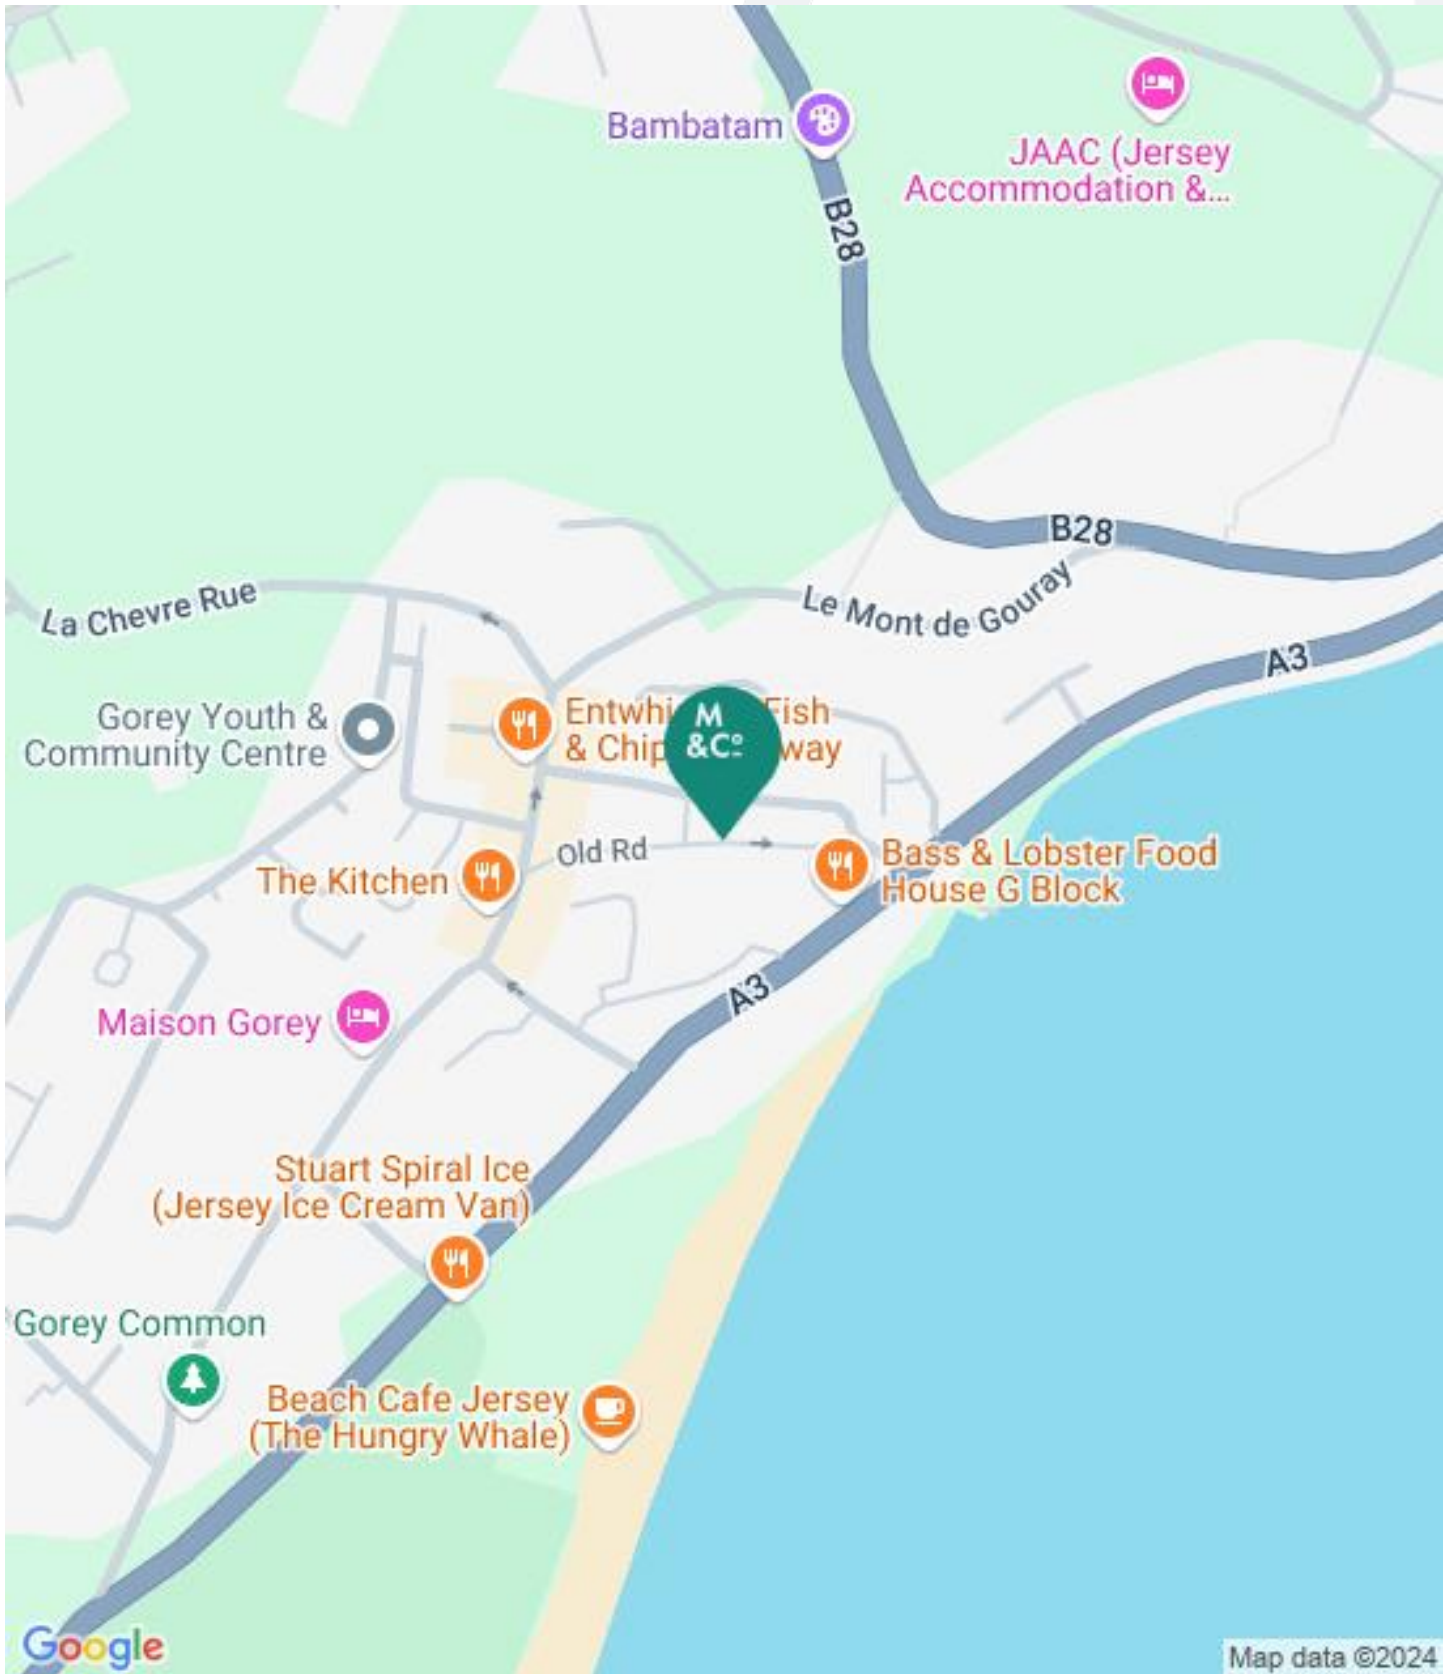 Bambatam
JAAC (Jersey
Accommodation &...
B28
B28
La Chevre Rue
Le Mont de Gouray
A3
Gorey Youth &
Community Centre
Fish
& Chip
way
M
&Cº
Old Rd
The Kitchen
Bass & Lobster Food
House G Block
A3
Maison Gorey
Stuart Spiral Ice
(Jersey Ice Cream Van)
Gorey Common
Beach Cafe Jersey
(The Hungry Whale)
Google
Map data ©2024